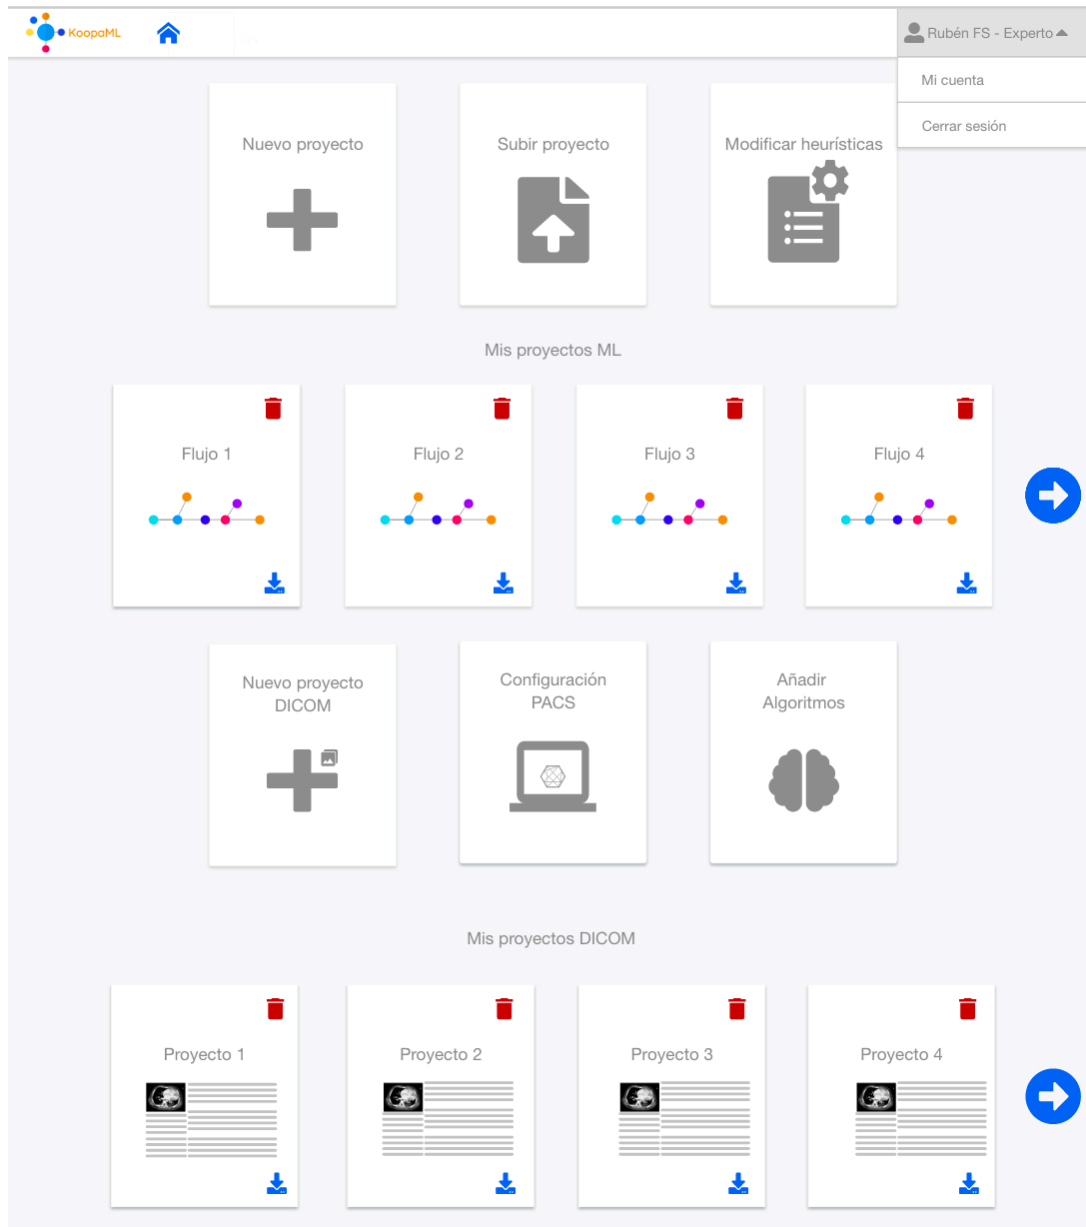 KoopaML
Rubén FS - Experto
Mi cuenta
Cerrar sesión
Nuevo proyecto
Subir proyecto
Modificar heurísticas
Mis proyectos ML
Flujo 1
Flujo 2
Flujo 3
Flujo 4
Nuevo proyecto
DICOM
Configuración
PACS
Añadir
Algoritmos
Mis proyectos DICOM
Proyecto 1
Proyecto 2
Proyecto 3
Proyecto 4